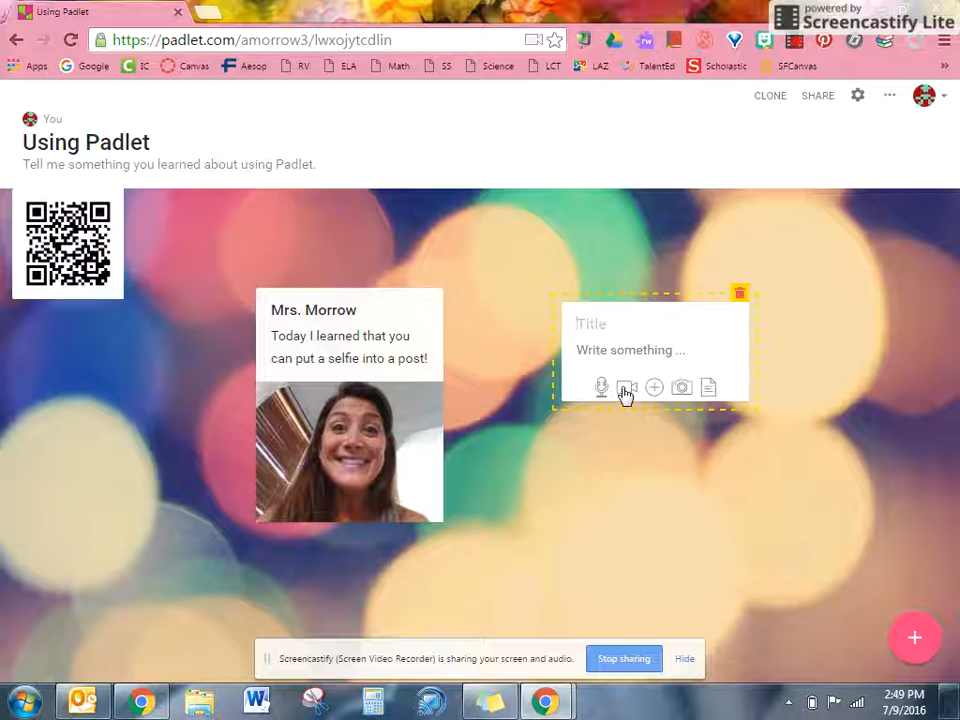 Using Padlet
powered by
Screencastify Lite
https://padlet.com/amorrow3/lwxojytcdlin
Apps Google IC Canvas Aesop RV ELA Math SS Science LCT LAZ TalentEd Scholastic SFCanvas »
CLONE SHARE
You
Using Padlet
Tell me something you learned about using Padlet.
Mrs. Morrow
Today I learned that you
can put a selfie into a post!
Title
Write something ...
Screencastify (Screen Video Recorder) is sharing your screen and audio. Stop sharing Hide
2:49 PM
7/9/2016